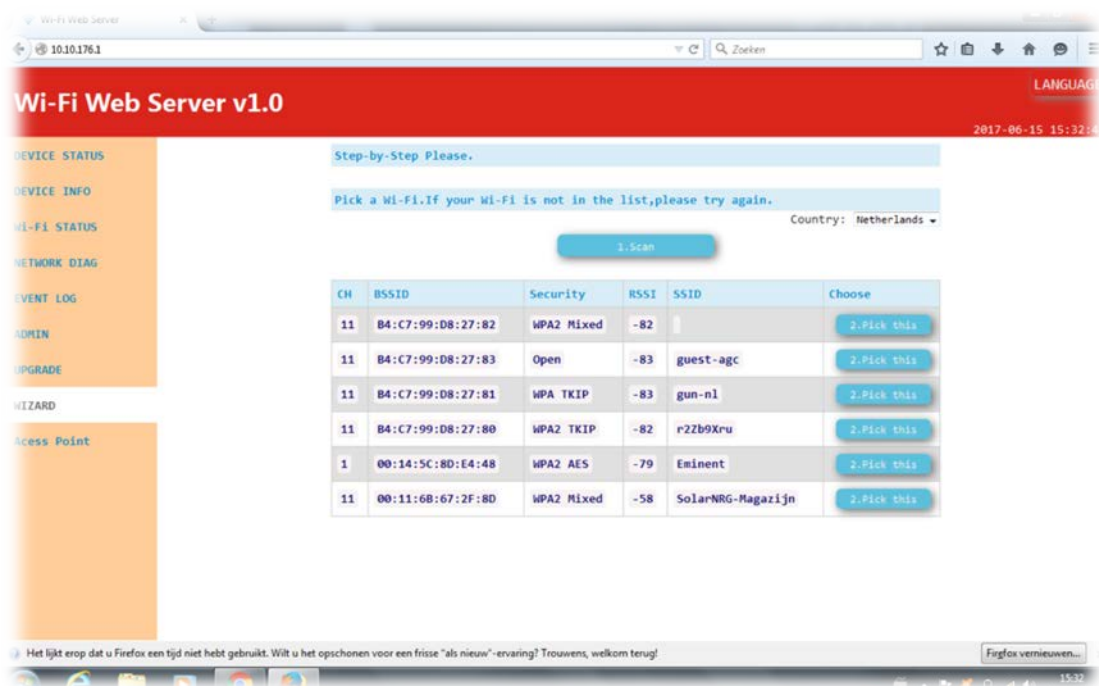 Wi-Fi Web Server
10.10.176.1
Zoeken
Wi-Fi Web Server v1.0
LANGUAG
2017-06-15 15:32:4
DEVICE STATUS
DEVICE INFO
Wi-Fi STATUS
NETWORK DIAG
EVENT LOG
ADMIN
UPGRADE
WIZARD
Acess Point
Step-by-Step Please.
Pick a Wi-Fi.If your Wi-Fi is not in the list,please try again.
Country: Netherlands
1.Scan
CH BSSID Security RSSI SSID Choose
11 B4:C7:99:D8:27:82 WPA2 Mixed -82 2.Pick this
11 B4:C7:99:D8:27:83 Open -83 guest-agc 2.Pick this
11 B4:C7:99:D8:27:81 WPA TKIP -83 gun-nl 2.Pick this
11 B4:C7:99:D8:27:80 WPA2 TKIP -82 r2Zb9Xru 2.Pick this
1 00:14:5C:8D:E4:48 WPA2 AES -79 Eminent 2.Pick this
11 00:11:6B:67:2F:8D WPA2 Mixed -58 SolarNRG-Magazijn 2.Pick this
Het lijkt erop dat u Firefox een tijd niet hebt gebruikt. Wilt u het opschonen voor een frisse "als nieuw"-ervaring? Trouwens, welkom terug!
Firefox vernieuwen...
15:32